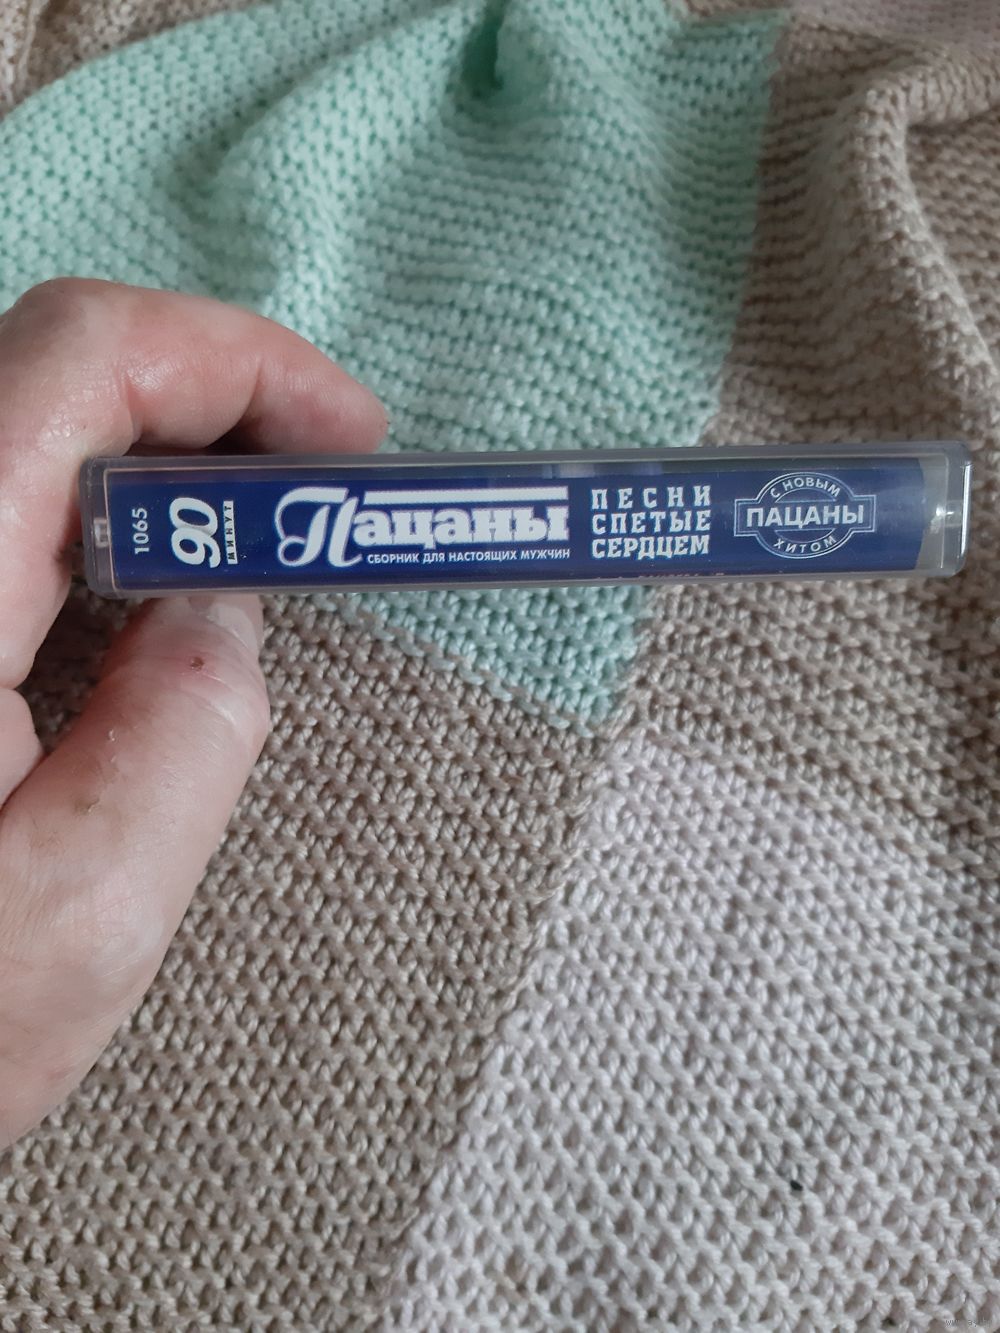 1065
90
МИНУТ
Пацаны
СБОРНИК ДЛЯ НАСТОЯЩИХ МУЖЧИН
ПЕСНИ
СПЕТЫЕ
СЕРДЦЕМ
С НОВЫМ
ПАЦАНЫ
ХИТОМ